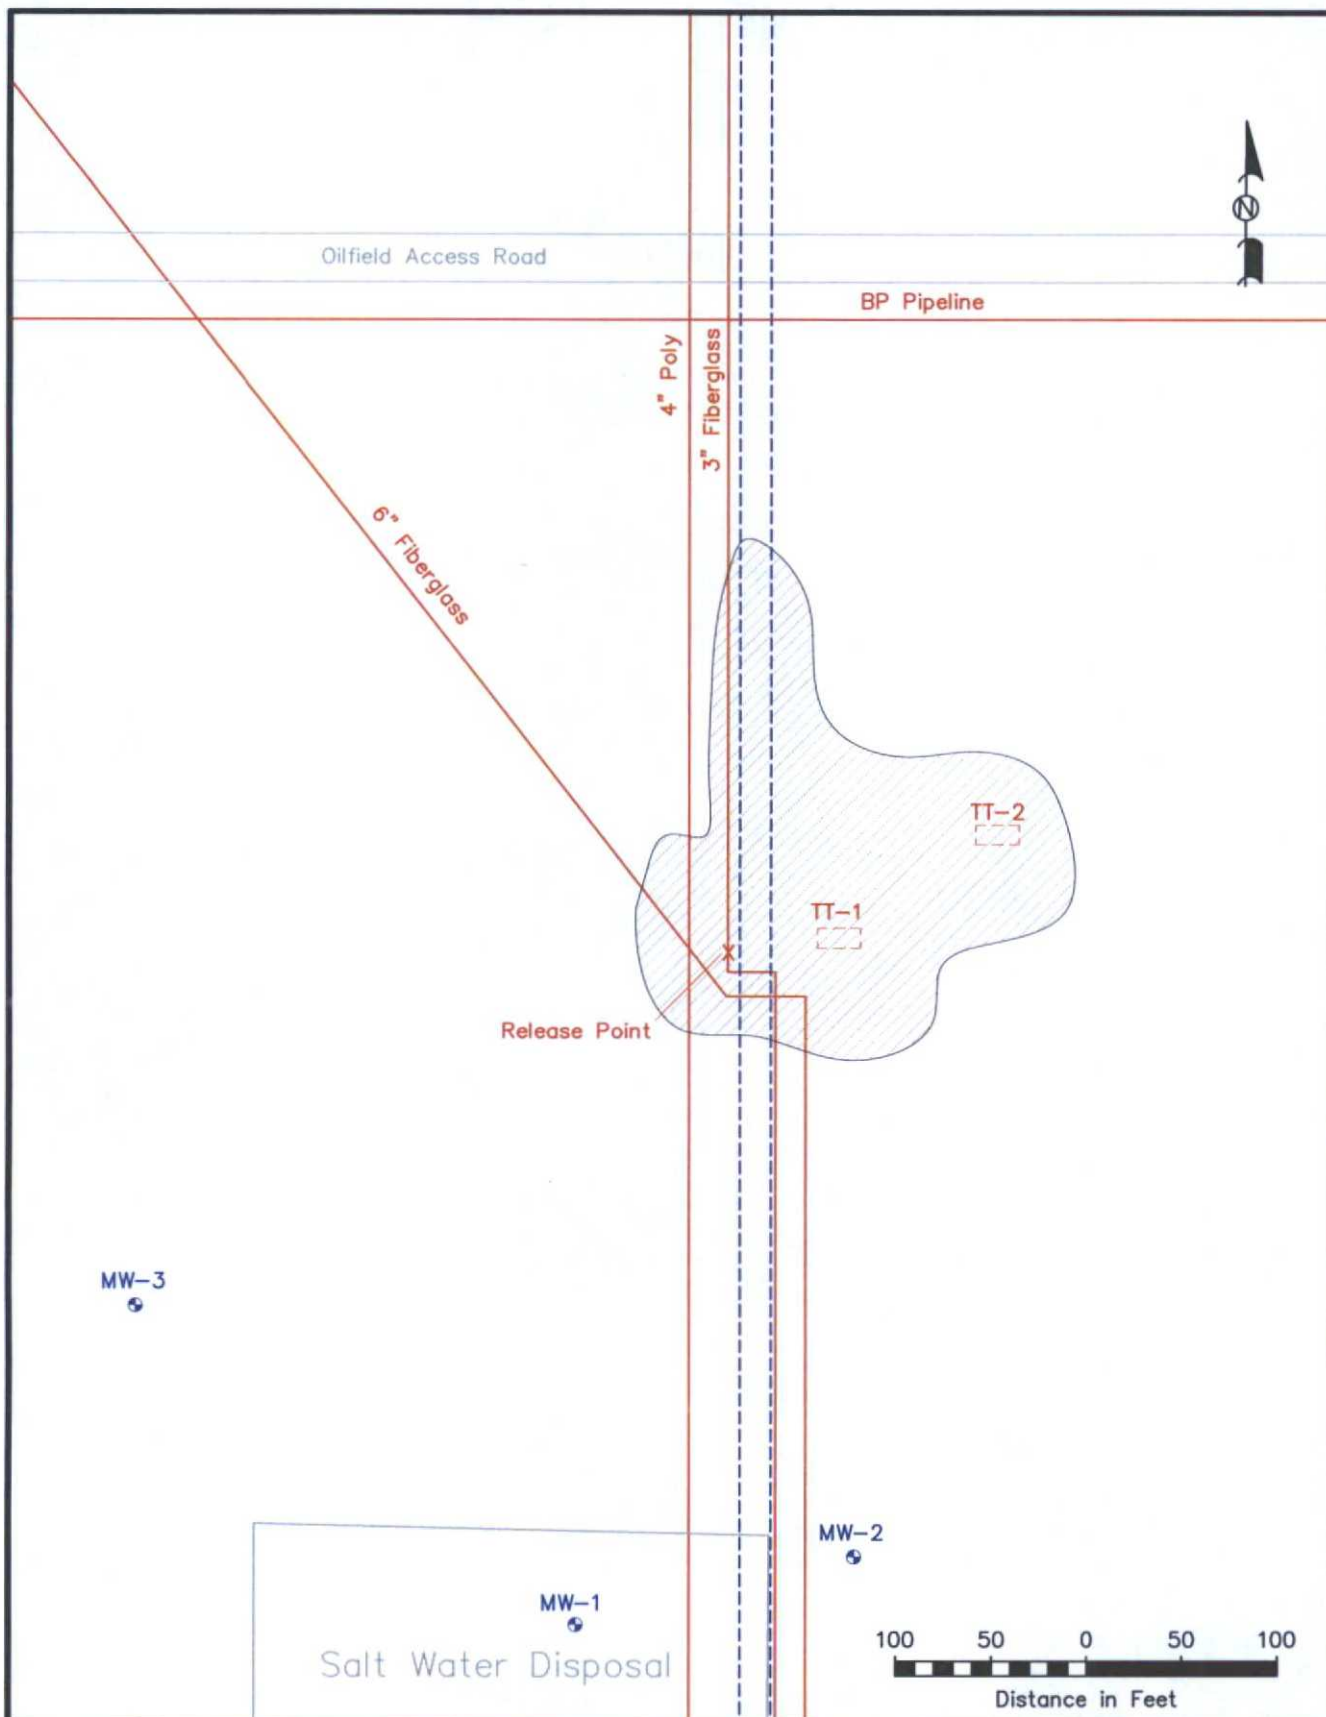 N
Oilfield Access Road
BP Pipeline
4" Poly
3" Fiberglass
6" Fiberglass
TT-2
TT-1
Release Point
MW-3
MW-2
MW-1
Salt Water Disposal
100 50 0 50 100
Distance in Feet